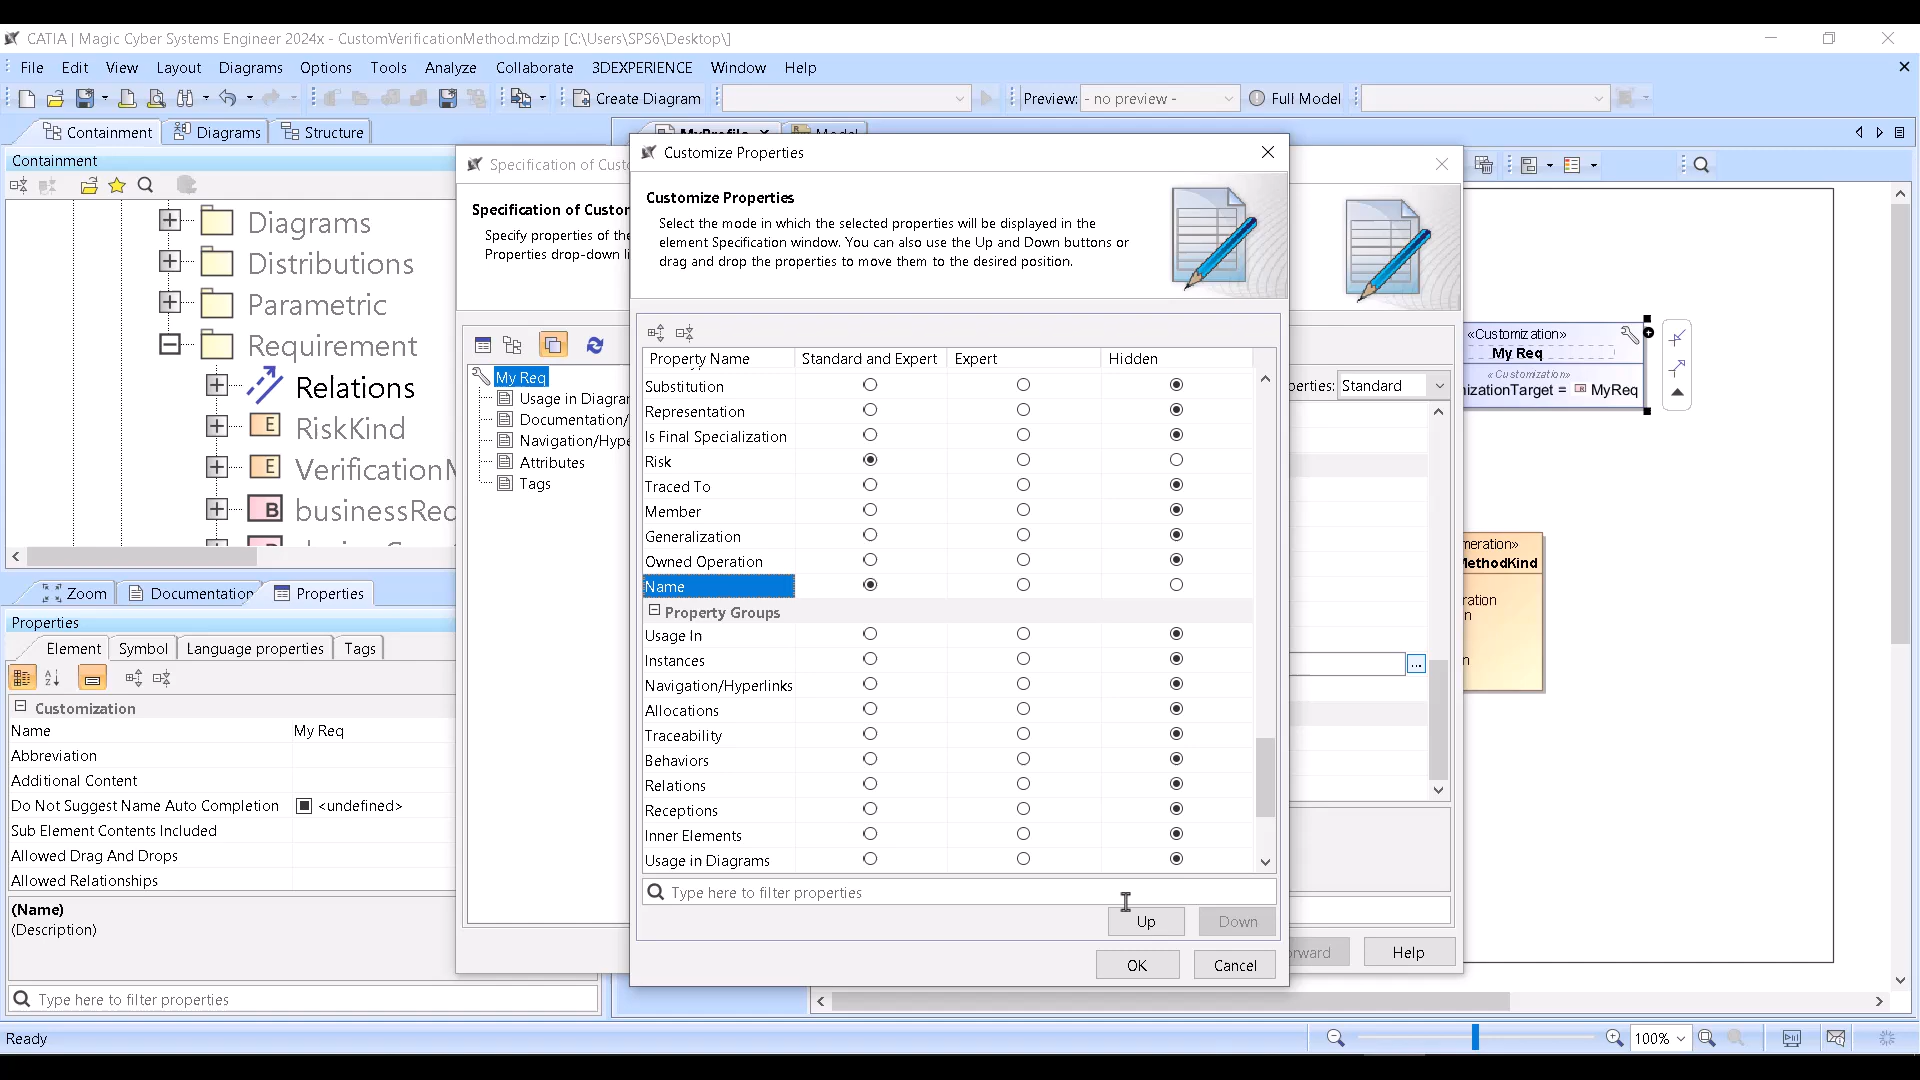 CATIA | Magic Cyber Systems Engineer 2024x - CustomVerificationMethod.mdzip [C:\Users\SPS6\Desktop\]
File Edit View Layout Diagrams Options Tools Analyze Collaborate 3DEXPERIENCE Window Help
Create Diagram Preview: - no preview - Full Model
Containment Diagrams Structure
Containment
Diagrams
Distributions
Parametric
Requirement
Relations
RiskKind
E
E
B
Zoom Documentation Properties
Properties
Element Symbol Language properties Tags
Customization
Name My Req
Abbreviation
Additional Content
Do Not Suggest Name Auto Completion <undefined>
Sub Element Contents Included
Allowed Drag And Drops
Allowed Relationships
(Name)
(Description)
Type here to filter properties
Ready
Specification of Cust
Specification of Custor
Specify properties of the
Properties drop-down li
My Req
Usage in Diagrar
Documentation/
Navigation/Hype
Attributes
Tags
Customize Properties
Customize Properties
Select the mode in which the selected properties will be displayed in the
element Specification window. You can also use the Up and Down buttons or
drag and drop the properties to move them to the desired position.
Property Name Standard and Expert Expert Hidden
Substitution
Representation
Is Final Specialization
Risk
Traced To
Member
Generalization
Owned Operation
Name
Property Groups
Usage In
Instances
Navigation/Hyperlinks
Allocations
Traceability
Behaviors
Relations
Receptions
Inner Elements
Usage in Diagrams
Type here to filter properties
Up Down
OK Cancel
erties: Standard
...
rward Help
«Customization»
My Req
«Customization»
nizationTarget = MyReq
meration»
MethodKind
ration
n
n
100%